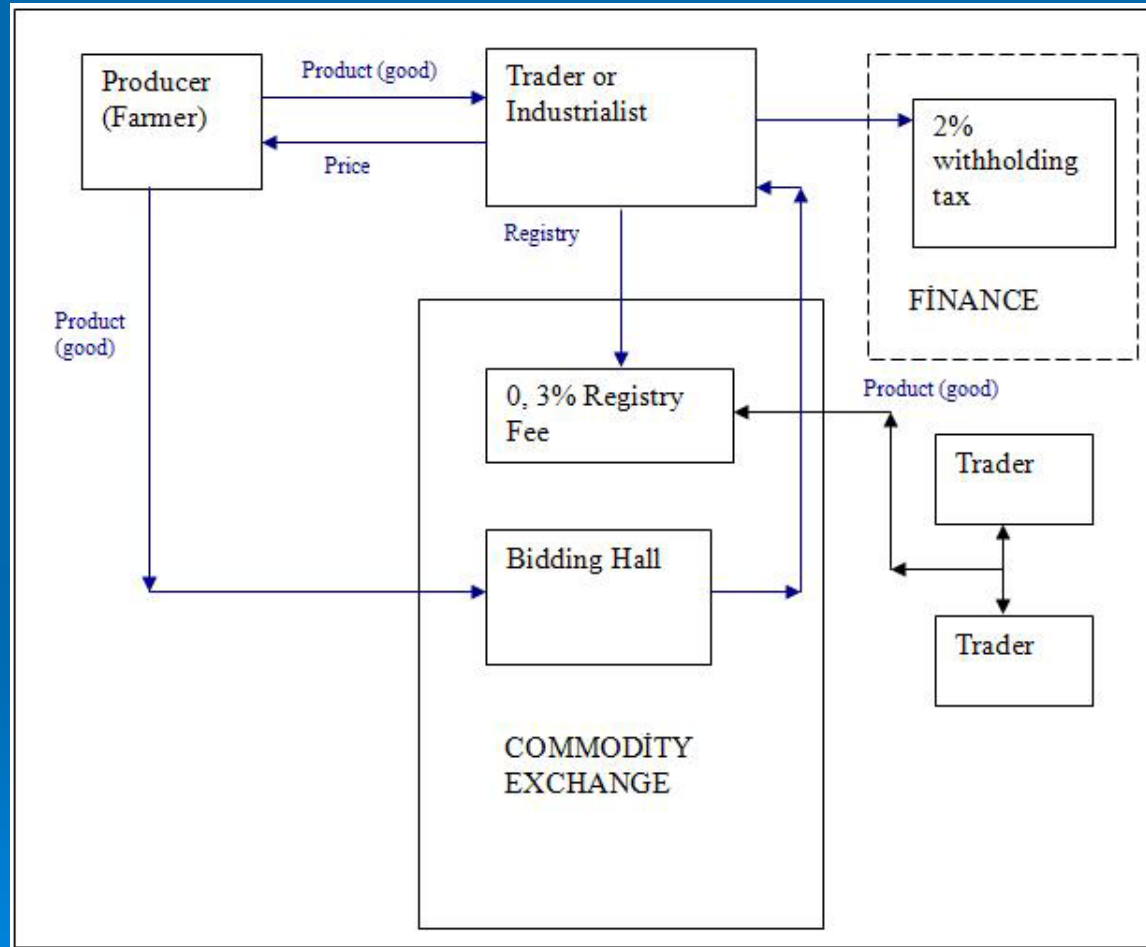 Producer
(Farmer)
Product (good)
Price
Trader or
Industrialist
2%
withholding
tax
FİNANCE
Registry
Product
(good)
0, 3% Registry
Fee
Product (good)
Trader
Bidding Hall
Trader
COMMODİTY
EXCHANGE